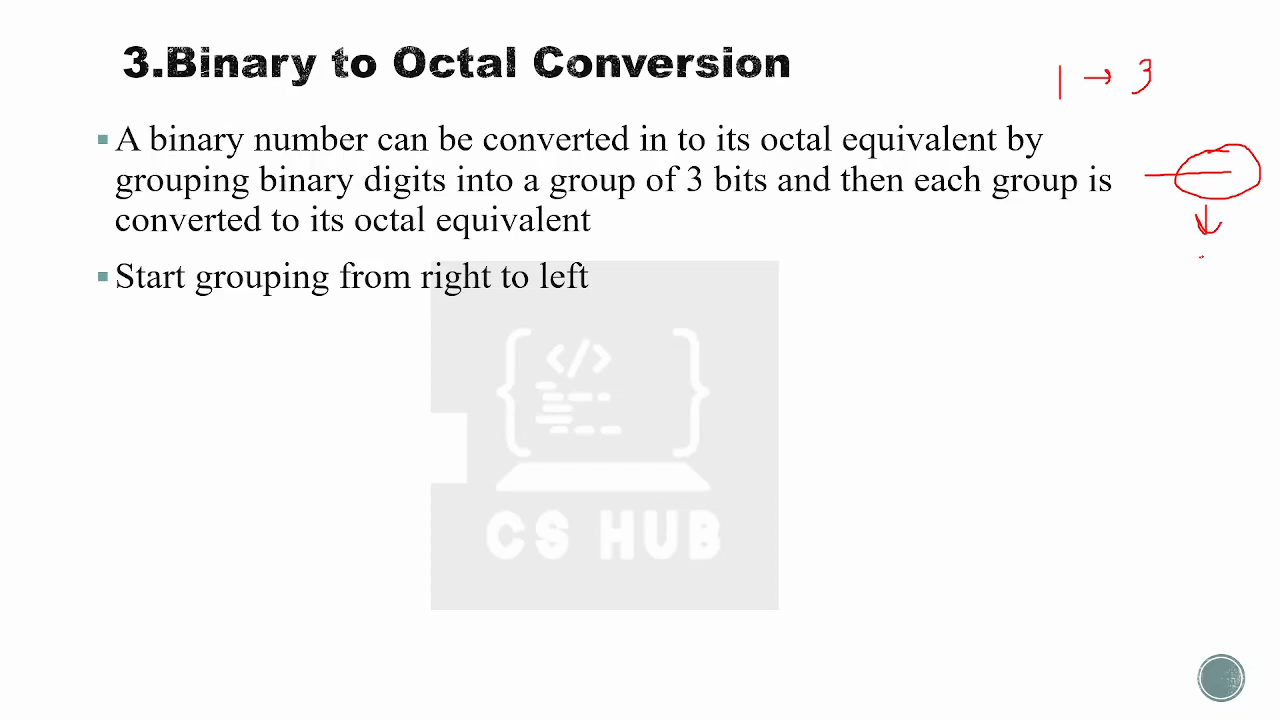 3.Binary to Octal Conversion
1 → 3
A binary number can be converted in to its octal equivalent by
grouping binary digits into a group of 3 bits and then each group is
converted to its octal equivalent
Start grouping from right to left
{</>}
CS HUB